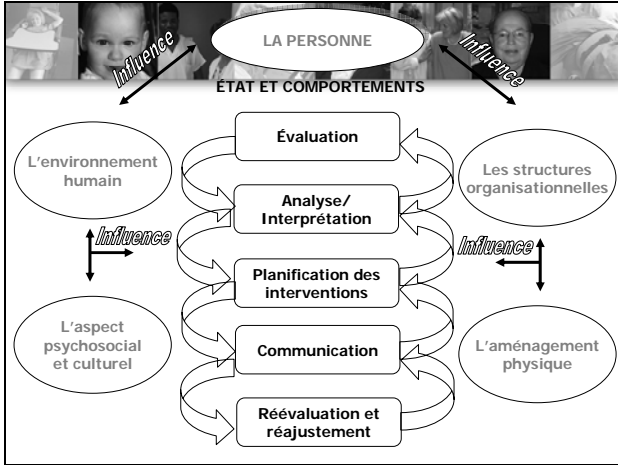 LA PERSONNE
Influence
Influence
ÉTAT ET COMPORTEMENTS
Évaluation
L'environnement
humain
Les structures
organisationnelles
Analyse/
Interprétation
Influence
Influence
Planification des
interventions
L'aspect
psychosocial
et culturel
Communication
L'aménagement
physique
Réévaluation et
réajustement